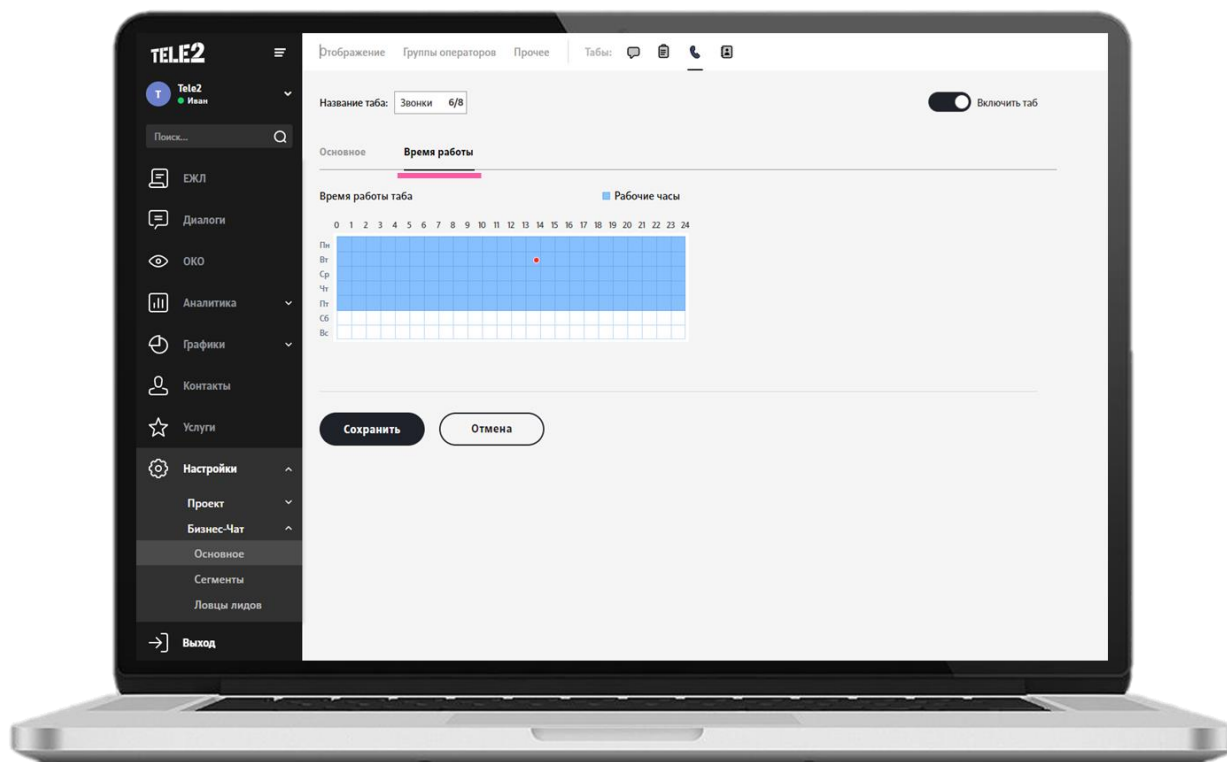 TELE2
T
Tele2
Иван
Поиск...
ЕЖЛ
Диалоги
ОКО
Аналитика
Графики
Контакты
Услуги
Настройки
Проект
Бизнес-Чат
Основное
Сегменты
Ловцы лидов
Выход
Отображение Группы операторов Прочее Табы:
Название таба: Звонки 6/8 Включить таб
Основное Время работы
Время работы таба Рабочие часы
0 1 2 3 4 5 6 7 8 9 10 11 12 13 14 15 16 17 18 19 20 21 22 23 24
Пн
Вт
Ср
Чт
Пт
Сб
Вс
Сохранить Отмена